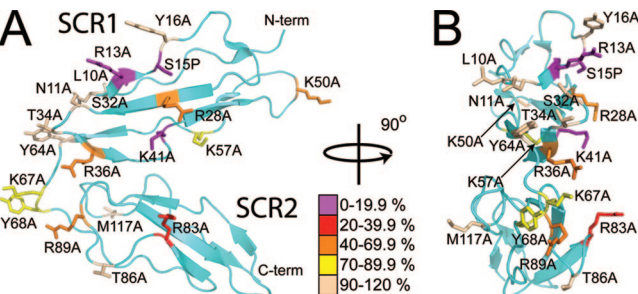 A
SCR1
Y16A
N-term
R13A
S15P
L10A
K50A
N11A
S32A
T34A
R28A
Y64A
K41A
K57A
R36A
K67A
SCR2
Y68A
M117A
R83A
R89A
T86A
C-term
90º
0-19.9 %
20-39.9 %
40-69.9 %
70-89.9 %
90-120 %
B
Y16A
R13A
L10A
S15P
N11A
S32A
T34A
R28A
K50A
Y64A
K41A
K57A
R36A
K67A
R83A
M117A
Y68A
R89A
T86A